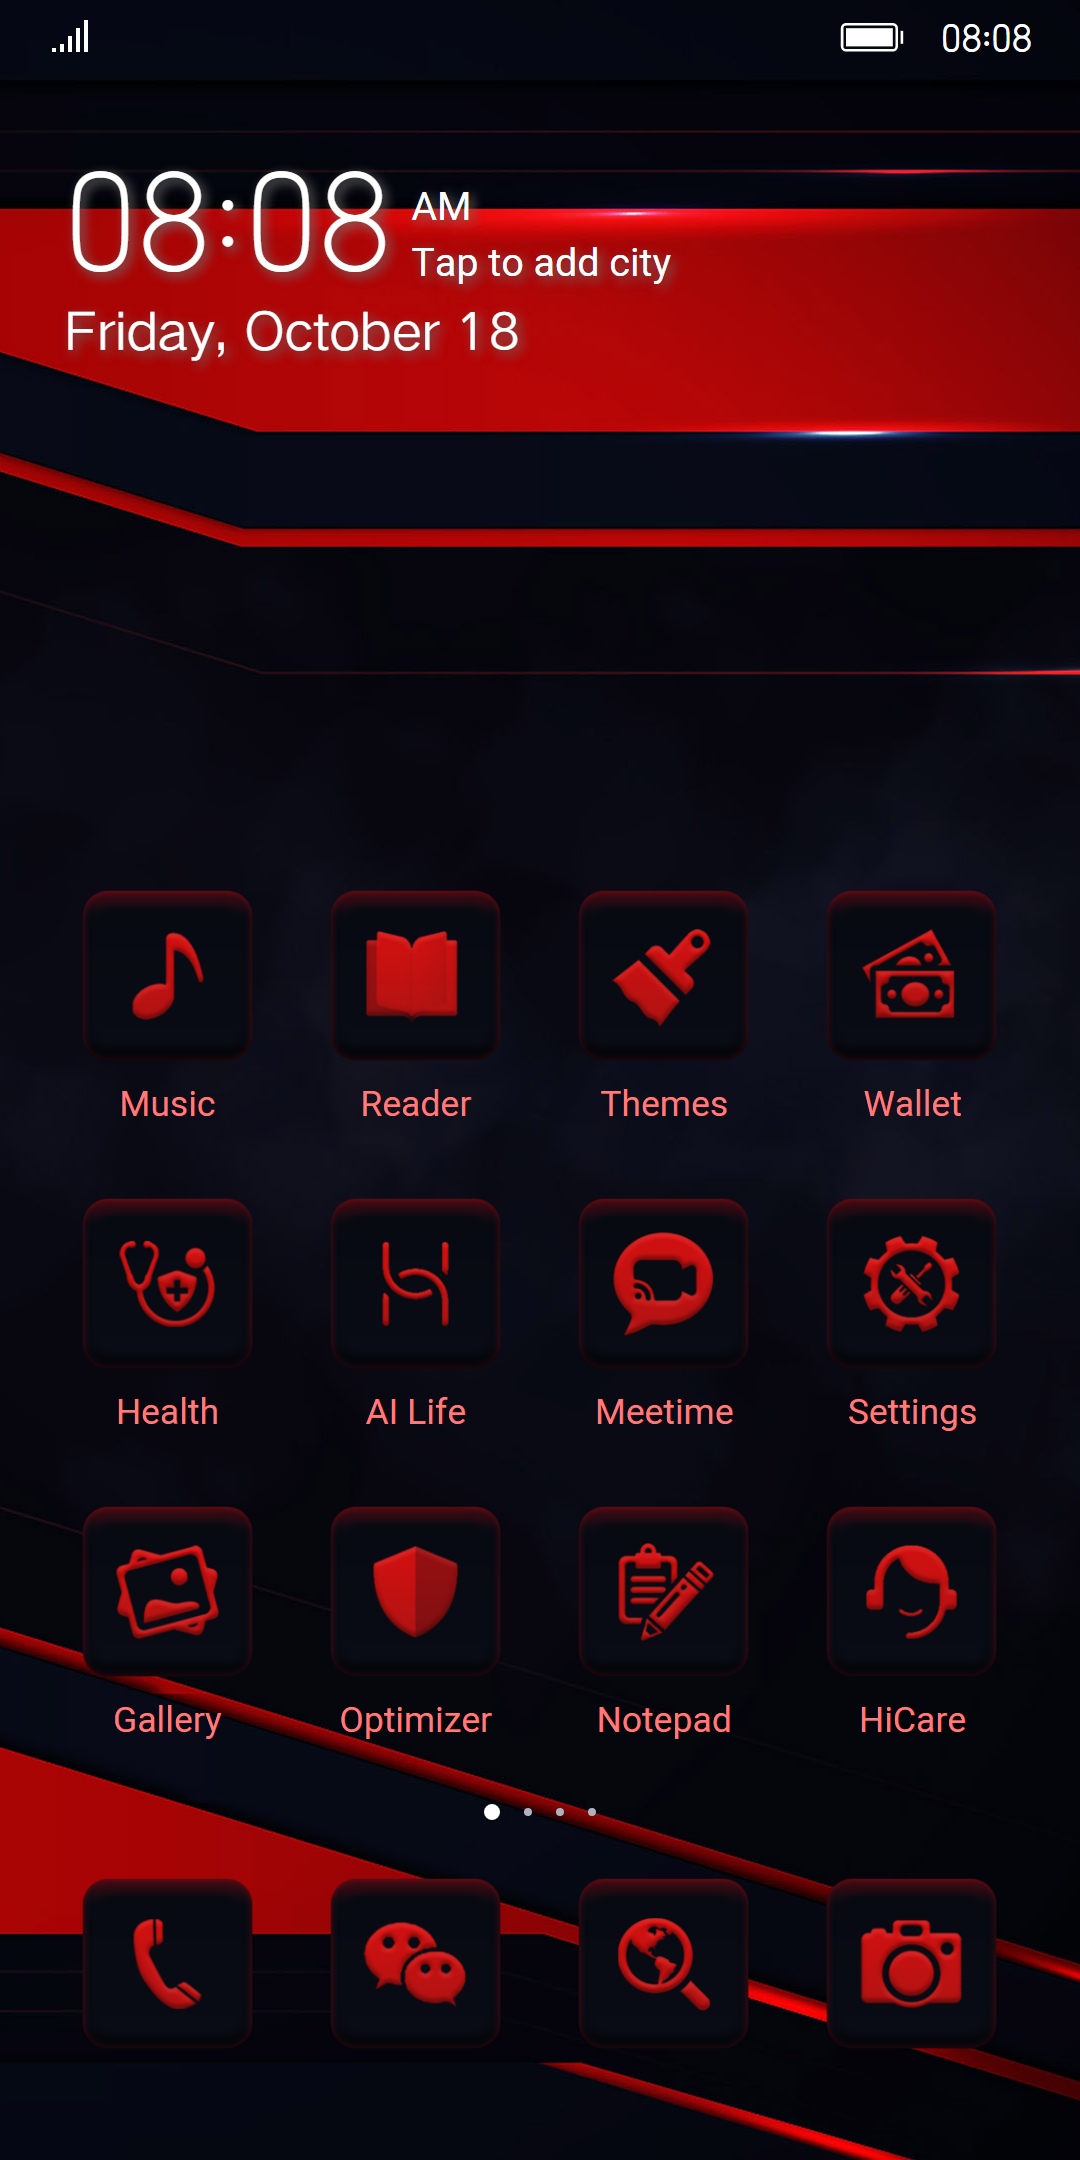 08:08
08:08 AM
Tap to add city
Friday, October 18
Music Reader Themes Wallet
Health AI Life Meetime Settings
Gallery Optimizer Notepad HiCare